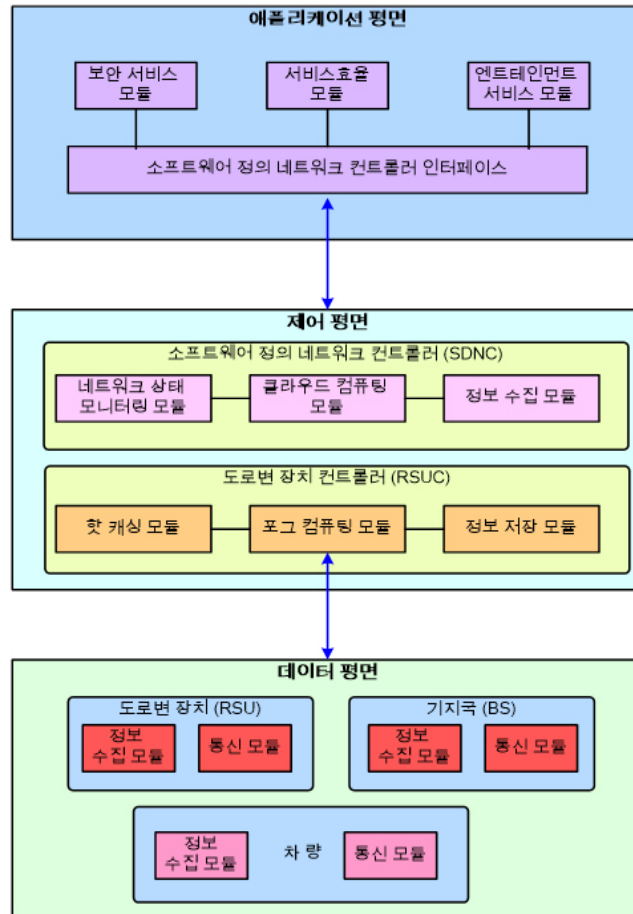 애플리케이션 평면
보안 서비스
모듈
서비스효율
모듈
엔트테인먼트
서비스 모듈
소프트웨어 정의 네트워크 컨트롤러 인터페이스
제어 평면
소프트웨어 정의 네트워크 컨트롤러 (SDNC)
네트워크 상태
모니터링 모듈
클라우드 컴퓨팅
모듈
정보 수집 모듈
도로변 장치 컨트롤러 (RSUC)
핫 캐싱 모듈
포그 컴퓨팅 모듈
정보 저장 모듈
데이터 평면
도로변 장치 (RSU)
정보
수집 모듈
통신 모듈
기지국 (BS)
정보
수집 모듈
통신 모듈
정보
수집 모듈
차 량
통신 모듈